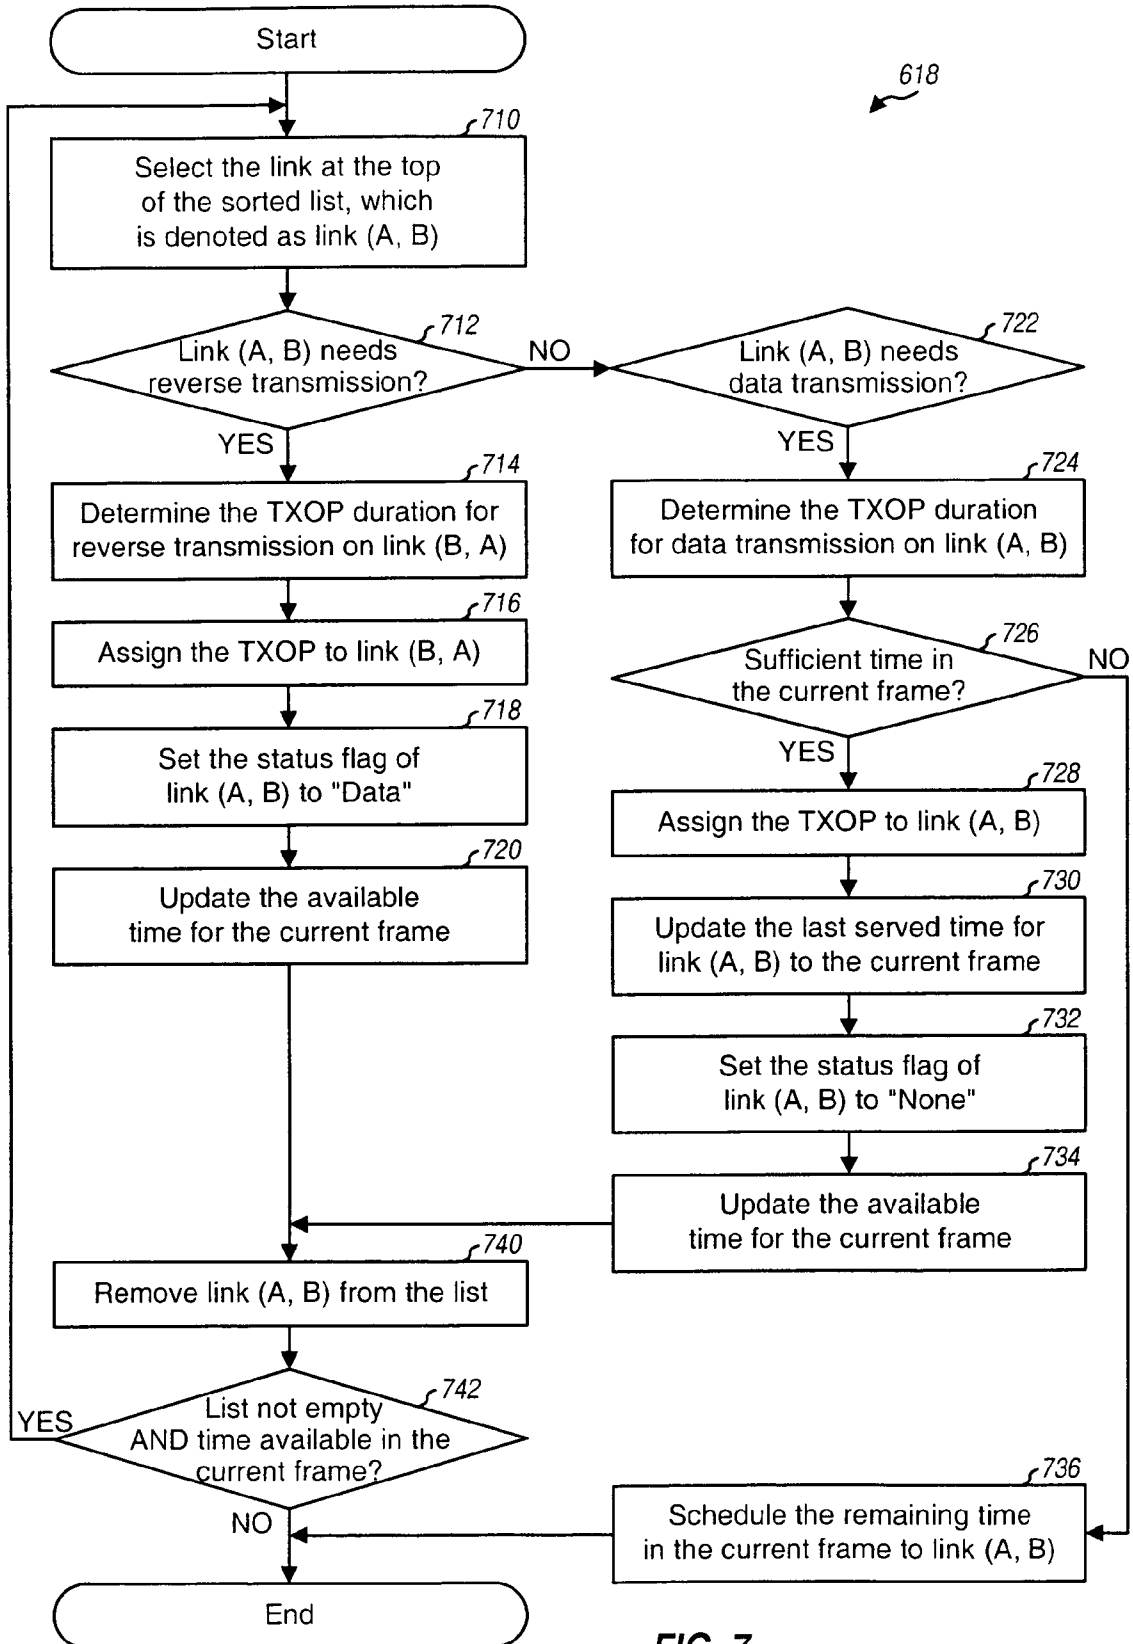 Start
618
710
Select the link at the top
of the sorted list, which
is denoted as link (A, B)
712
Link (A, B) needs
reverse transmission?
NO
722
Link (A, B) needs
data transmission?
YES
YES
714
Determine the TXOP duration for
reverse transmission on link (B, A)
724
Determine the TXOP duration
for data transmission on link (A, B)
716
Assign the TXOP to link (B, A)
726
Sufficient time in
the current frame?
NO
YES
718
Set the status flag of
link (A, B) to "Data"
728
Assign the TXOP to link (A, B)
720
Update the available
time for the current frame
730
Update the last served time for
link (A, B) to the current frame
732
Set the status flag of
link (A, B) to "None"
734
Update the available
time for the current frame
740
Remove link (A, B) from the list
742
List not empty
AND time available in the
current frame?
YES
NO
736
Schedule the remaining time
in the current frame to link (A, B)
End
FIG. 7